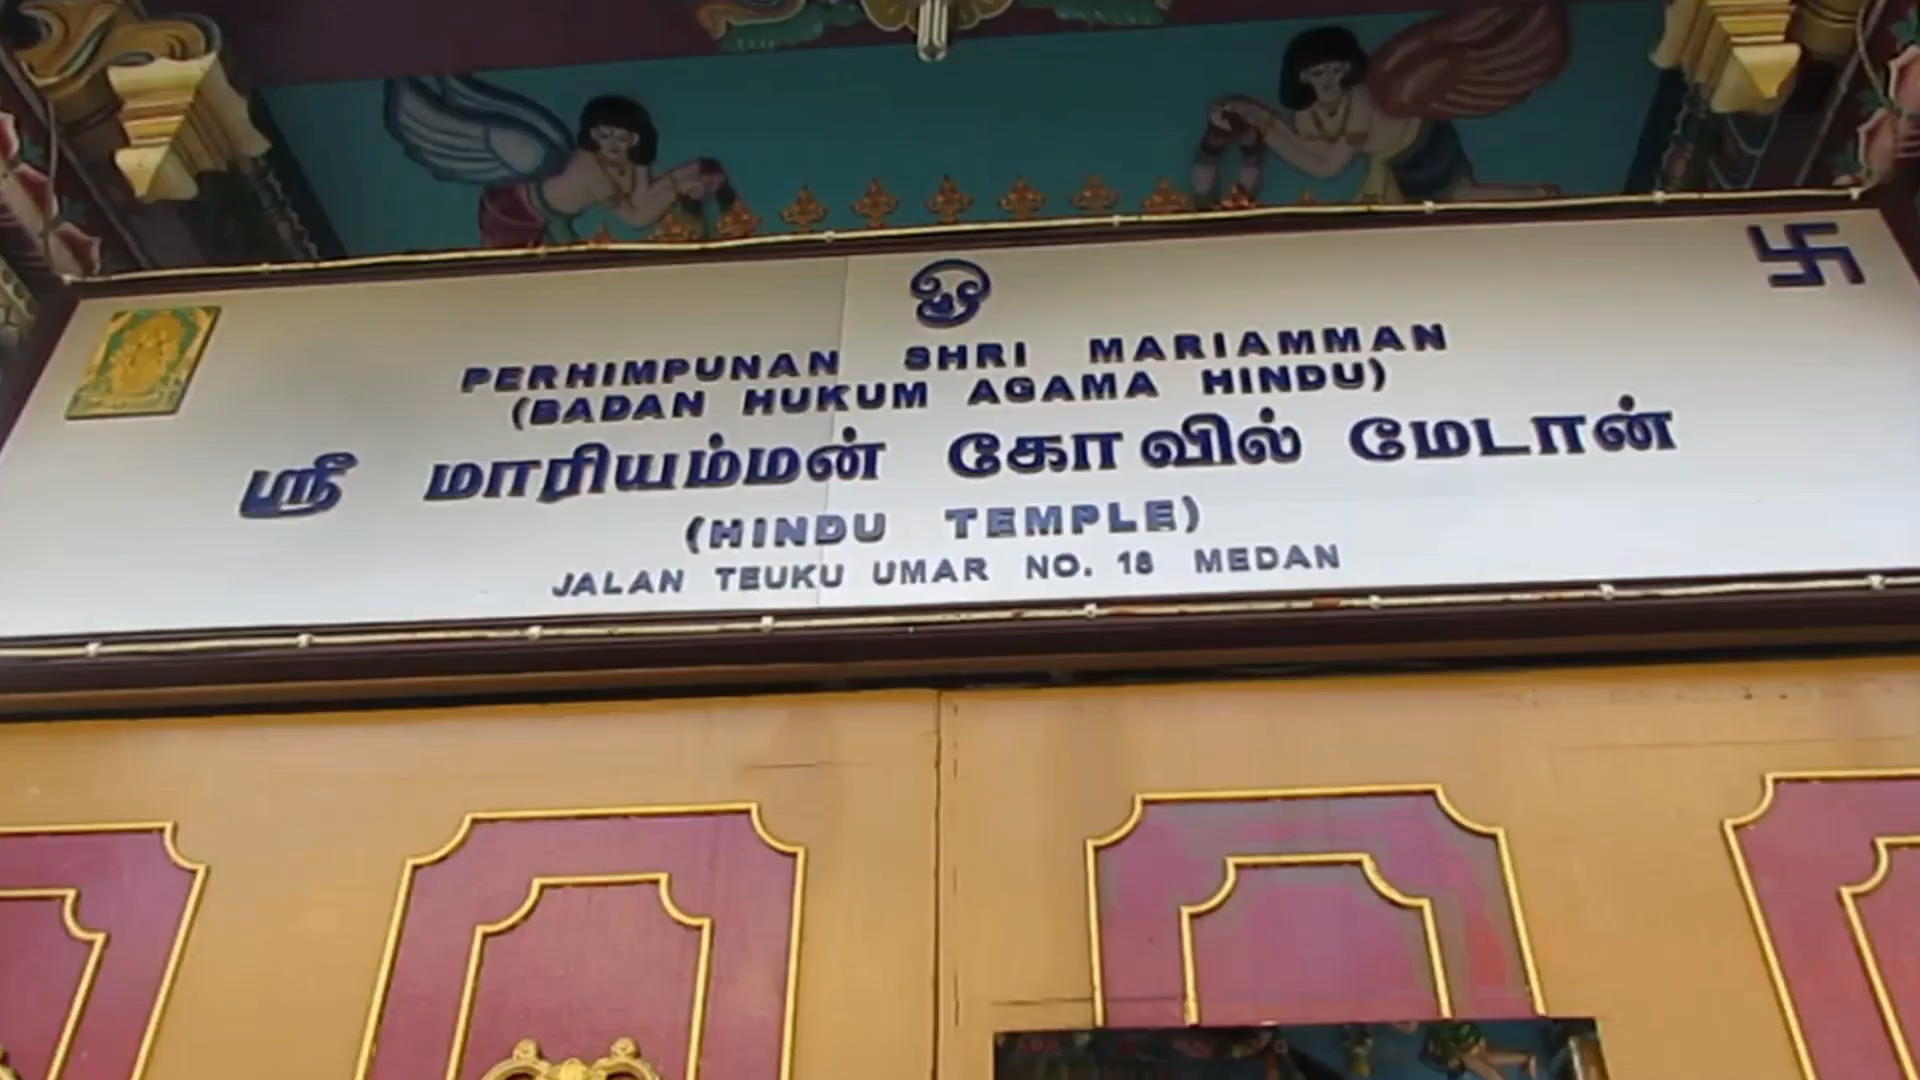 ௐ
PERHIMPUNAN SHRI MARIAMMAN
(BADAN HUKUM AGAMA HINDU)
ஸ்ரீ மாரியம்மன் கோவில் மேடான்
(HINDU TEMPLE)
JALAN TEUKU UMAR NO. 18 MEDAN